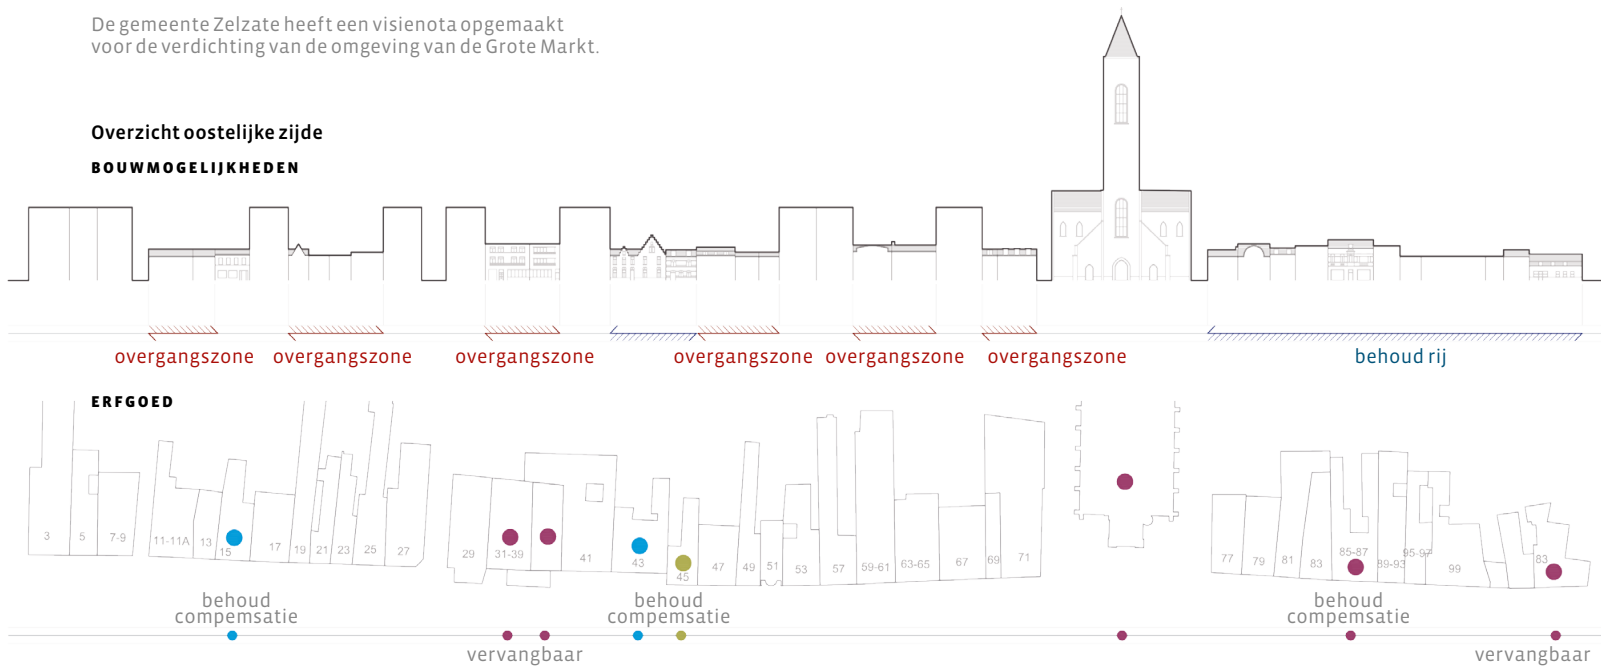 De gemeente Zelzate heeft een visienota opgemaakt
voor de verdichting van de omgeving van de Grote Markt.
Overzicht oostelijke zijde
BOUWMOGELIJKHEDEN
overgangszone overgangszone overgangszone overgangszone overgangszone overgangszone behoud rij
ERFGOED
3 5 7-9 11-11A 13 15 17 19 21 23 25 27 29 31-39 41 43 45 47 49 51 53 57 59-61 63-65 67 69 71 77 79 81 83 85-87 89-93 95-97 99 83
behoud behoud behoud
compemsatie compemsatie compemsatie
vervangbaar vervangbaar